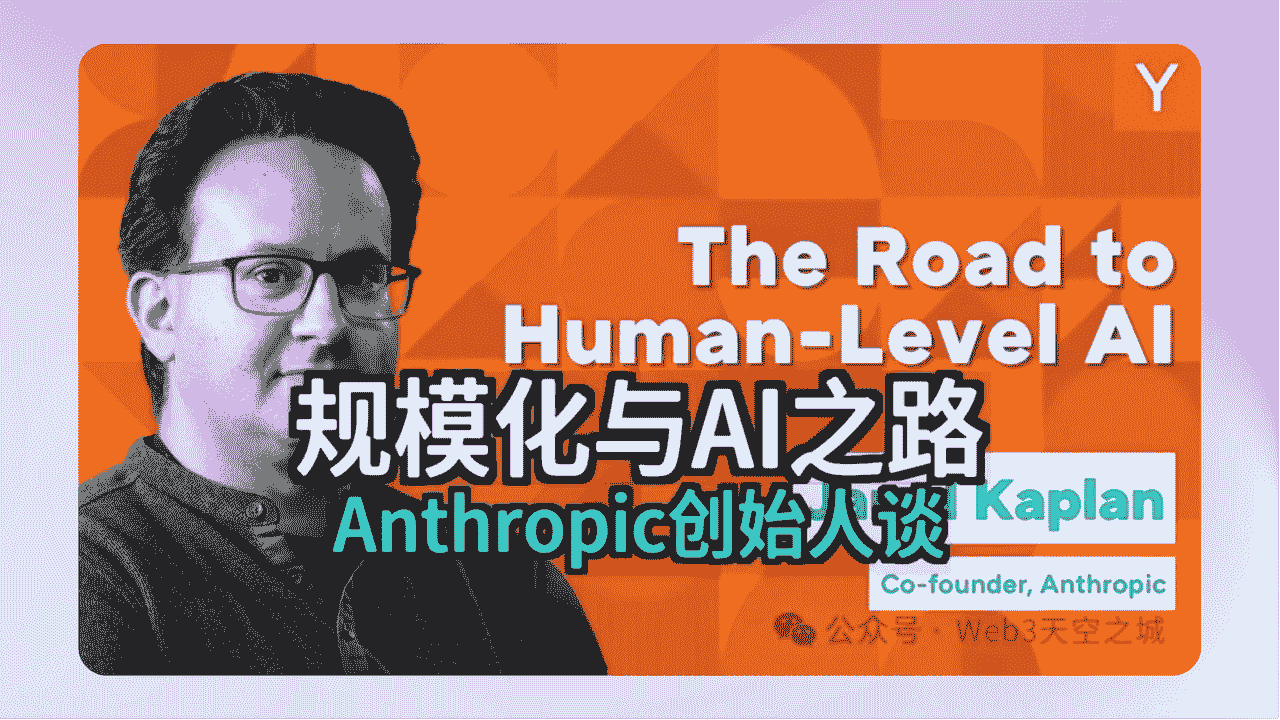 Y
The Road to
Human-Level AI
规模化与AI之路
Kaplan
Anthropic创始人谈
Co-founder, Anthropic
公众号 · Web3天空之城